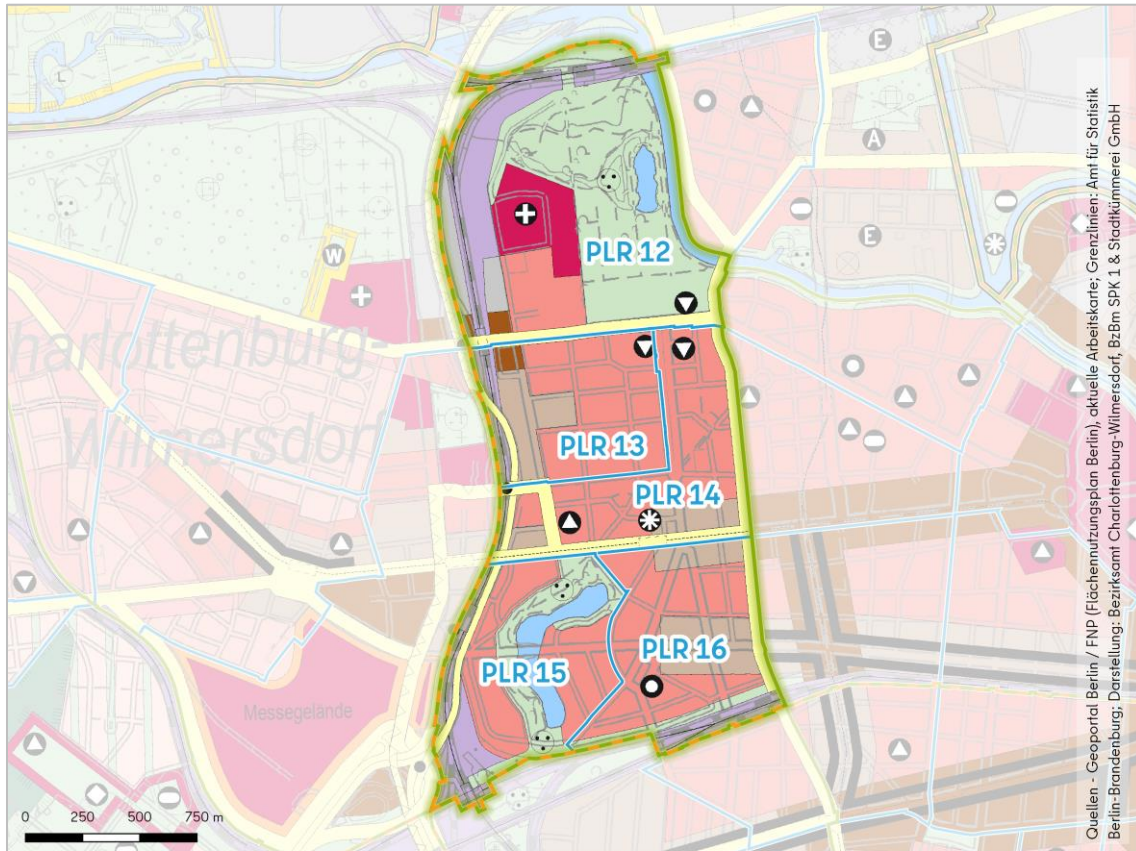 L
E
A
W
E
PLR 12
harlottenburg-
Wilmersdorf
PLR 13
PLR 14
PLR 15
PLR 16
Messegelände
0 250 500 750 m
Quellen - Geoportal Berlin / FNP (Flächennutzungsplan Berlin), aktuelle Arbeitskarte; Grenzlinien: Amt für Statistik
Berlin-Brandenburg; Darstellung: Bezirksamt Charlottenburg-Wilmersdorf, BzBm SPK 1 & Stadtkümmerei GmbH